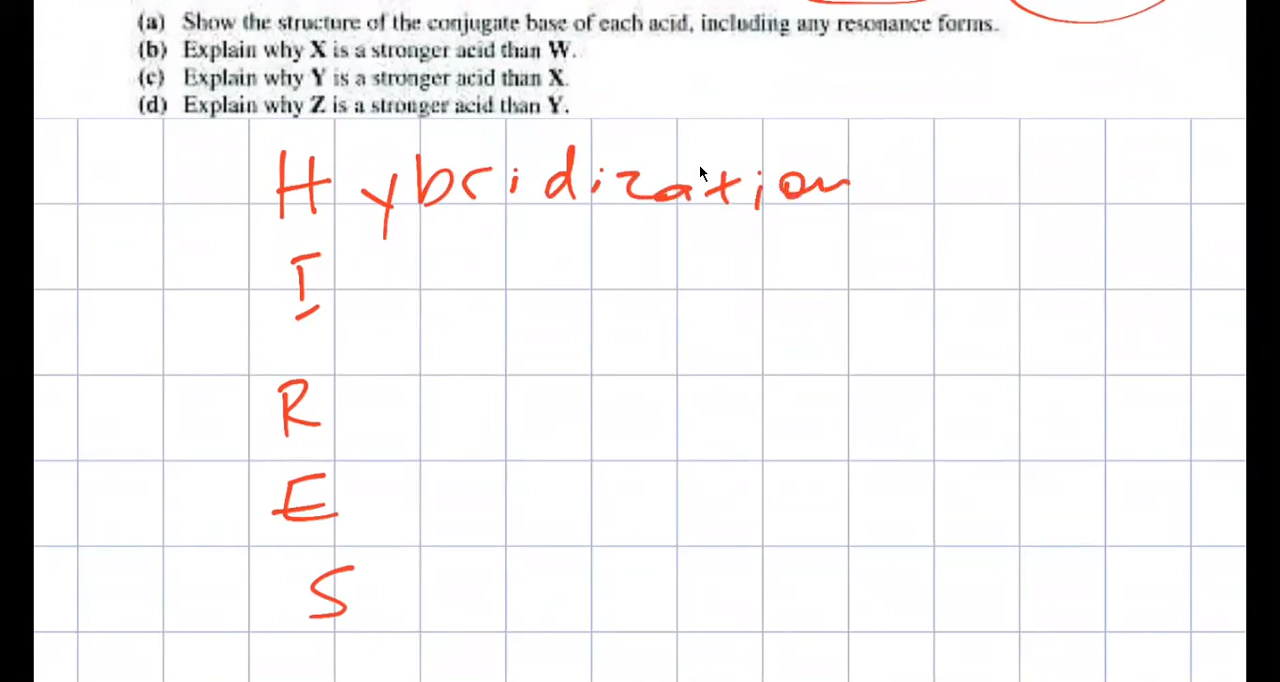 (a) Show the structure of the conjugate base of each acid, including any resonance forms.
(b) Explain why X is a stronger acid than W.
(c) Explain why Y is a stronger acid than X.
(d) Explain why Z is a stronger acid than Y.
Hybridization
I
R
E
S